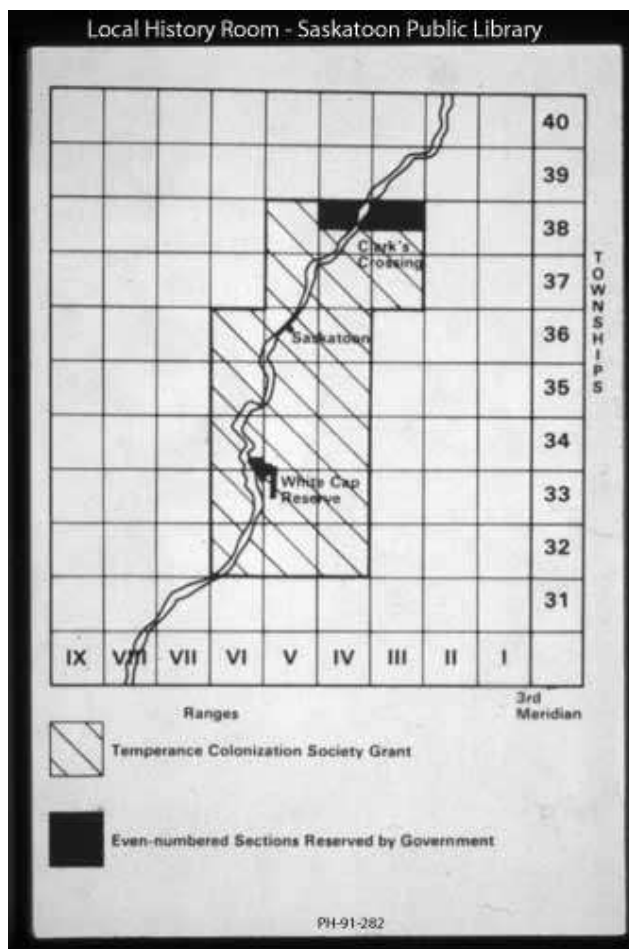 Local History Room - Saskatoon Public Library
40
39
38
Clark's
Crossing
37
TOWNSHIPS
36
Saskatoon
35
34
White Cap
Reserve
33
32
31
IX VIII VII VI V IV III II I
Ranges
3rd
Meridian
Temperance Colonization Society Grant
Even-numbered Sections Reserved by Government
PH-91-282